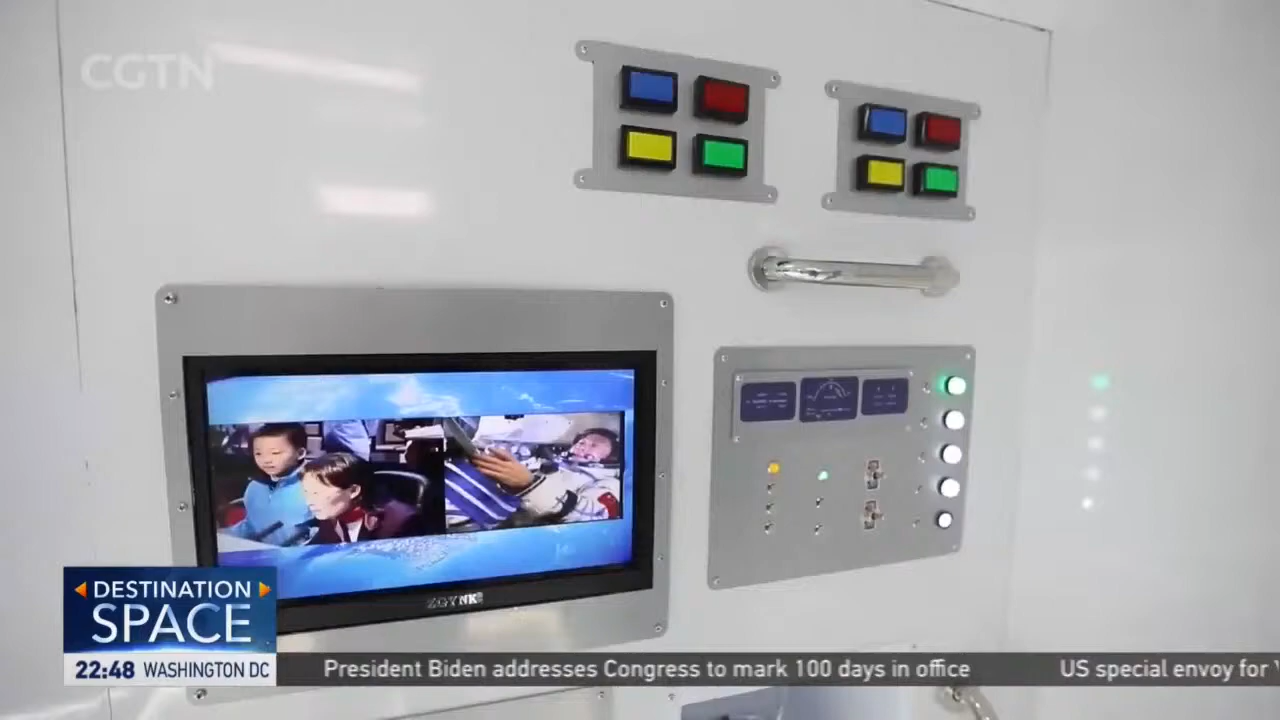 CGTN
ZGYNK
DESTINATION
SPACE
22:48 WASHINGTON DC
President Biden addresses Congress to mark 100 days in office
US special envoy for